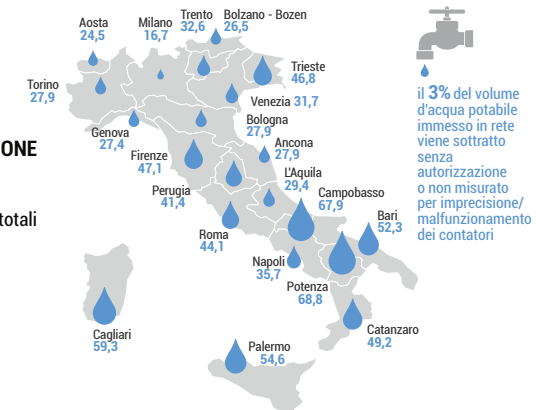 Aosta
24,5
Milano
16,7
Trento
32,6
Bolzano - Bozen
26,5
Trieste
46,8
Torino
27,9
Venezia 31,7
Genova
27,4
Bologna
27,9
Firenze
47,1
Ancona
27,9
L'Aquila
29,4
Perugia
41,4
Campobasso
67,9
Roma
44,1
Bari
52,3
Napoli
35,7
Potenza
68,8
Cagliari
59,3
Catanzaro
49,2
Palermo
54,6
ONE
totali
il 3% del volume
d'acqua potabile
immesso in rete
viene sottratto
senza
autorizzazione
o non misurato
per imprecisione/
malfunzionamento
dei contatori